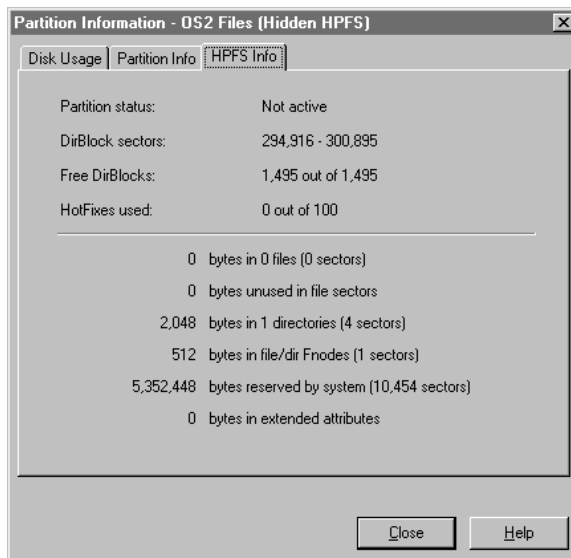 Partition Information - OS2 Files (Hidden HPFS)
Disk Usage Partition Info HPFS Info
Partition status: Not active
DirBlock sectors: 294,916 - 300,895
Free DirBlocks: 1,495 out of 1,495
HotFixes used: 0 out of 100
0 bytes in 0 files (0 sectors)
0 bytes unused in file sectors
2,048 bytes in 1 directories (4 sectors)
512 bytes in file/dir Fnodes (1 sectors)
5,352,448 bytes reserved by system (10,454 sectors)
0 bytes in extended attributes
Close Help